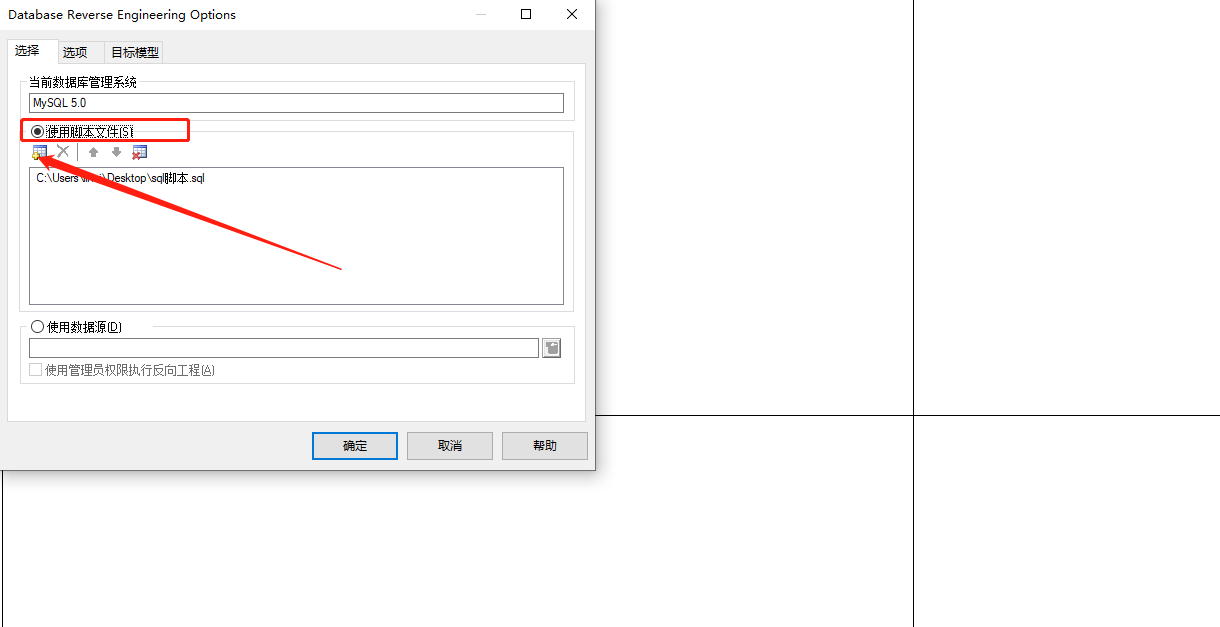 Database Reverse Engineering Options
选择
选项
目标模型
当前数据库管理系统
MySQL 5.0
使用脚本文件(S)
C:\Users\ \Desktop\sql脚本.sql
使用数据源(D)
使用管理员权限执行反向工程(A)
确定
取消
帮助